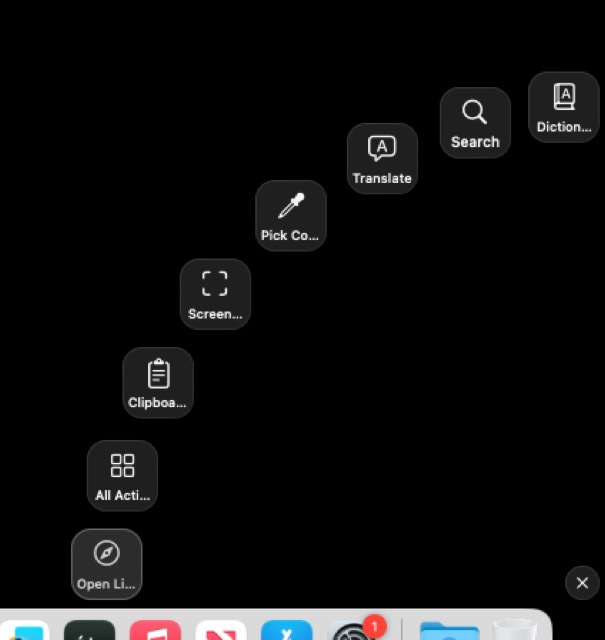 Diction...
Search
Translate
Pick Co...
Screen...
Clipboa...
All Acti...
Open Li...
1